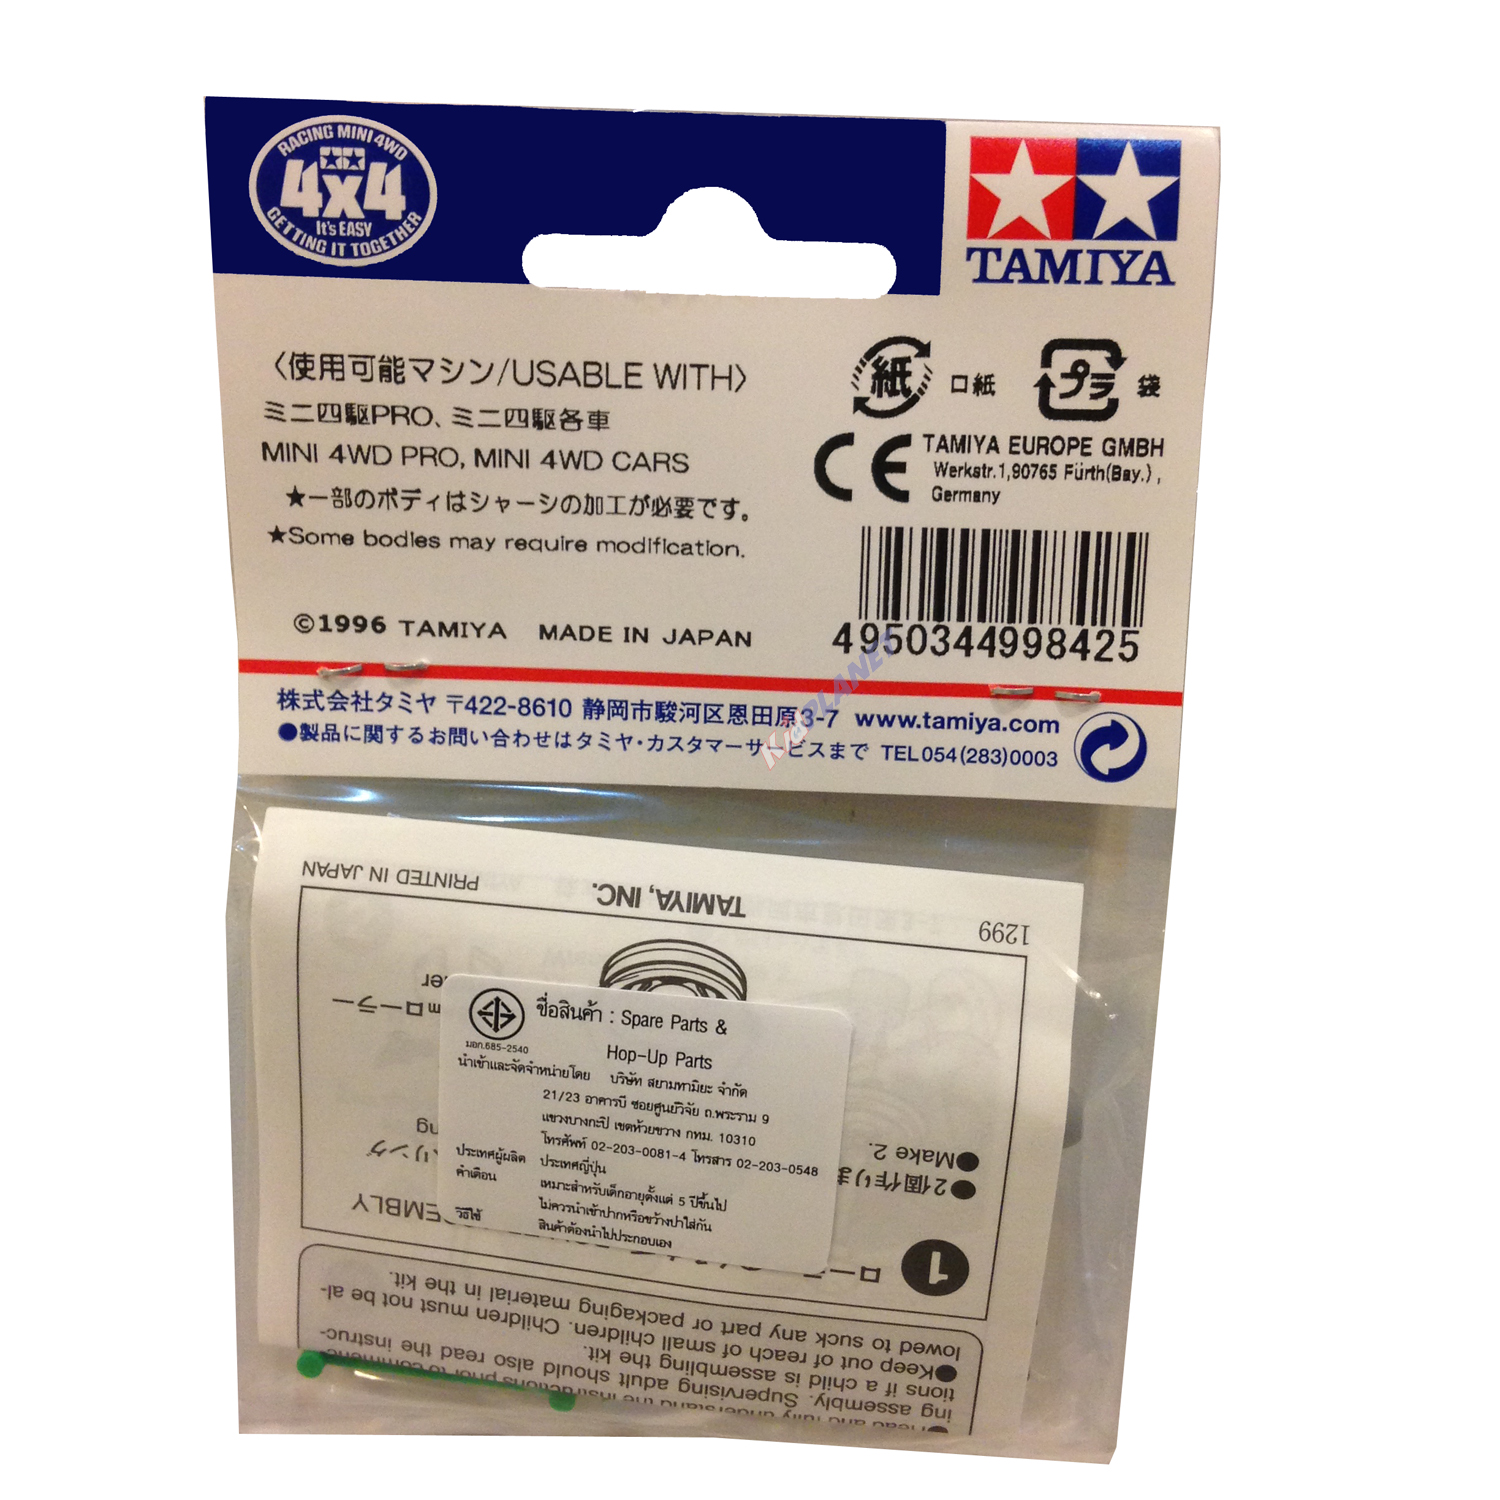 RACING MINI 4WD
4x4
It's EASY
GETTING IT TOGETHER
TAMIYA
〈使用可能マシン/USABLE WITH〉
ミニ四駆PRO、ミニ四駆各車
MINI 4WD PRO, MINI 4WD CARS
★一部のボディはシャーシの加工が必要です。
★Some bodies may require modification.
©1996 TAMIYA MADE IN JAPAN
紙 口紙 プラ 袋
CE TAMIYA EUROPE GMBH
Werkstr.1,90765 Fürth(Bay.),
Germany
4950344998425
KidPLANET
株式会社タミヤ 〒422-8610 静岡市駿河区恩田原3-7 www.tamiya.com
●製品に関するお問い合わせはタミヤ・カスタマーサービスまで TEL054(283)0003
PRINTED IN JAPAN
TAMIYA, INC.
1299
ชื่อสินค้า : Spare Parts &
Hop-Up Parts
มอก.685-2540
นำเข้าและจัดจำหน่ายโดย บริษัท สยามทามิยะ จำกัด
21/23 อาคารบี ซอยศูนย์วิจัย ถ.พระราม 9
แขวงบางกะปิ เขตห้วยขวาง กทม. 10310
โทรศัพท์ 02-203-0081-4 โทรสาร 02-203-0548
ประเทศผู้ผลิต ประเทศญี่ปุ่น
คำเตือน เหมาะสำหรับเด็กอายุตั้งแต่ 5 ปีขึ้นไป
ไม่ควรนำเข้าปากหรือขว้างปาใส่กัน
วิธีใช้ สินค้าต้องนำไปประกอบเอง
●Make 2.
●2個作りま
1
ing assembly. Supervising adult should also read the instruc-
tions if a child is assembling the kit.
●Keep out of reach of small children. Children must not be al-
lowed to suck any part or packaging material in the kit.